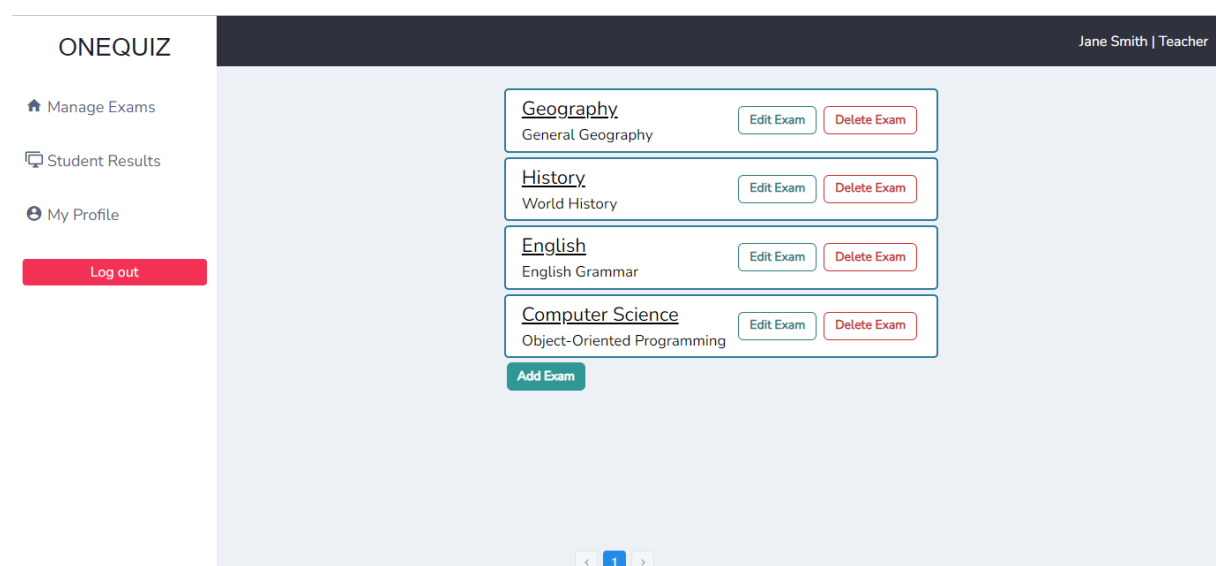 ONEQUIZ
Jane Smith | Teacher
Manage Exams
Student Results
My Profile
Log out
Geography
General Geography
Edit Exam
Delete Exam
History
World History
Edit Exam
Delete Exam
English
English Grammar
Edit Exam
Delete Exam
Computer Science
Object-Oriented Programming
Edit Exam
Delete Exam
Add Exam
< 1 >